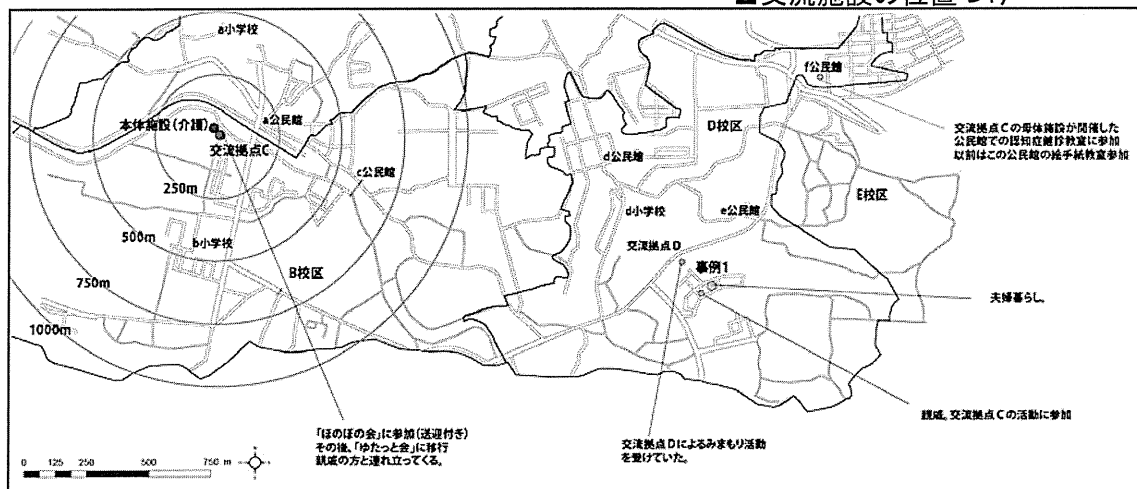 ■交流施設の位置づけ
a小学校
f公民館
本体施設(介護)
a公民館
D校区
交流拠点C
d公民館
交流拠点Cの母体施設が開催した
公民館での認知症健診教室に参加
以前はこの公民館の絵手紙教室参加
c公民館
250m
E校区
d小学校
e公民館
500m
b小学校
交流拠点D
事例1
B校区
750m
夫婦暮らし。
1000m
親戚。交流拠点Cの活動に参加
「ほのぼの会」に参加(送迎付き)
その後、「ゆたっと会」に移行
親戚の方と連れ立ってくる。
交流拠点Dによるみまもり活動
を受けていた。
0 125 250 500 750 m